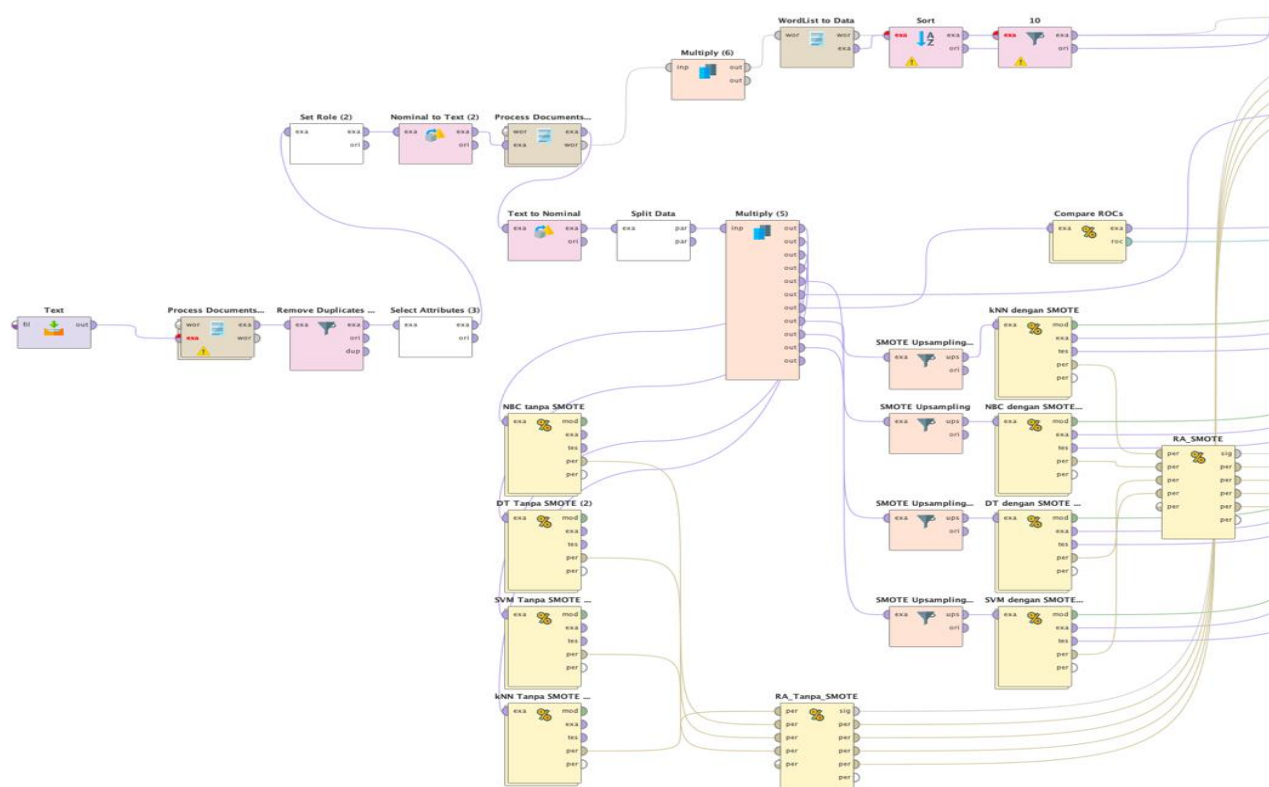 WordList to Data
wor wor
exa
Sort
exa exa
ori
10
exa exa
ori
Multiply (6)
inp out
out
Set Role (2)
exa exa
ori
Nominal to Text (2)
exa exa
ori
Process Documents...
wor exa
exa wor
Text to Nominal
exa exa
ori
Split Data
exa par
par
Multiply (5)
inp out
out
out
out
out
out
out
out
out
out
out
Compare ROCs
exa exa
roc
Text
fil out
Process Documents...
wor exa
exa wor
Remove Duplicates ...
exa exa
ori
dup
Select Attributes (3)
exa exa
ori
kNN dengan SMOTE
exa mod
exa
tes
per
per
SMOTE Upsampling...
exa ups
ori
NBC tanpa SMOTE
exa mod
exa
tes
per
per
SMOTE Upsampling
exa ups
ori
NBC dengan SMOTE...
exa mod
exa
tes
per
per
RA_SMOTE
per sig
per per
per per
per per
per per
per
DT Tanpa SMOTE (2)
exa mod
exa
tes
per
per
SMOTE Upsampling...
exa ups
ori
DT dengan SMOTE ...
exa mod
exa
tes
per
per
SVM Tanpa SMOTE ...
exa mod
exa
tes
per
per
SMOTE Upsampling...
exa ups
ori
SVM dengan SMOTE...
exa mod
exa
tes
per
per
kNN Tanpa SMOTE ...
exa mod
exa
tes
per
per
RA_Tanpa_SMOTE
per sig
per per
per per
per per
per per
per